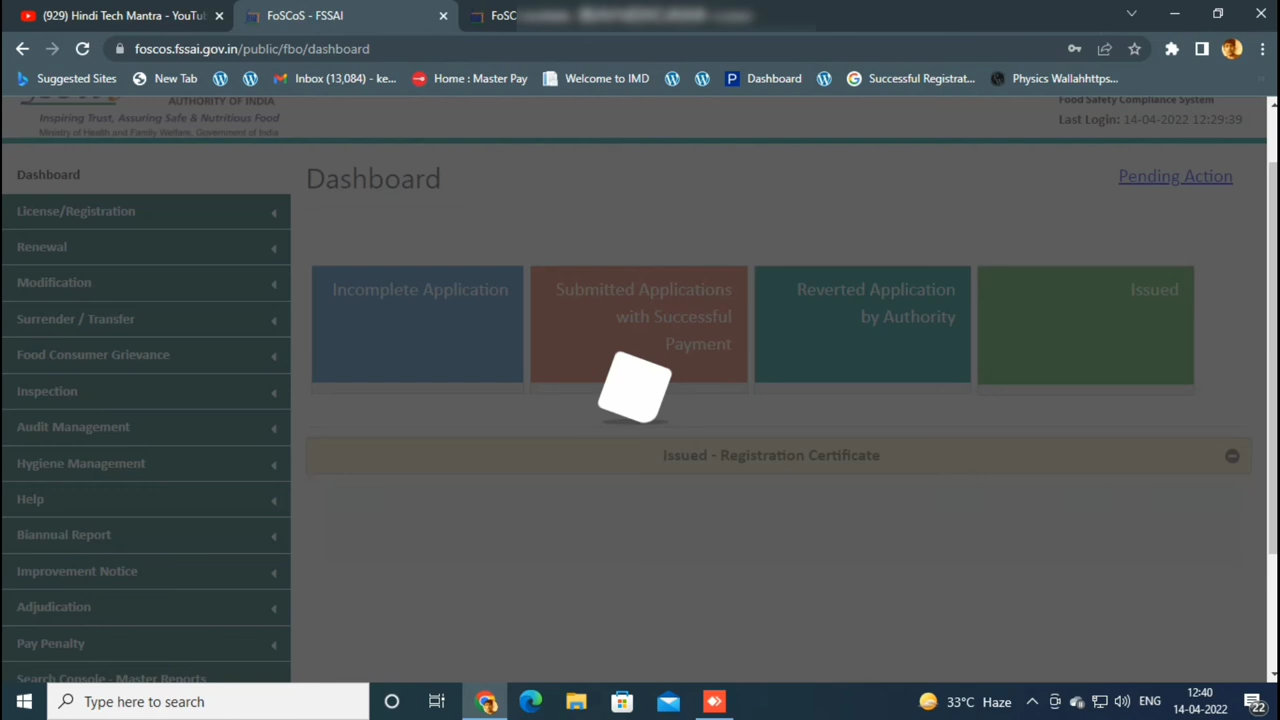 (929) Hindi Tech Mantra - YouTub
FoSCoS - FSSAI
FoSC
foscos.fssai.gov.in/public/fbo/dashboard
Suggested Sites
New Tab
Inbox (13,084) - ke...
Home : Master Pay
Welcome to IMD
Dashboard
Successful Registrat...
Physics Wallahhttps...
AUTHORITY OF INDIA
Inspiring Trust, Assuring Safe & Nutritious Food
Ministry of Health and Family Welfare, Government of India
Food Safety Compliance System
Last Login: 14-04-2022 12:29:39
Dashboard
License/Registration
Renewal
Modification
Surrender / Transfer
Food Consumer Grievance
Inspection
Audit Management
Hygiene Management
Help
Biannual Report
Improvement Notice
Adjudication
Pay Penalty
Search Console - Master Reports
Dashboard
Pending Action
Incomplete Application
Submitted Applications
with Successful
Payment
Reverted Application
by Authority
Issued
Issued - Registration Certificate
Type here to search
33°C Haze
ENG
12:40
14-04-2022
22